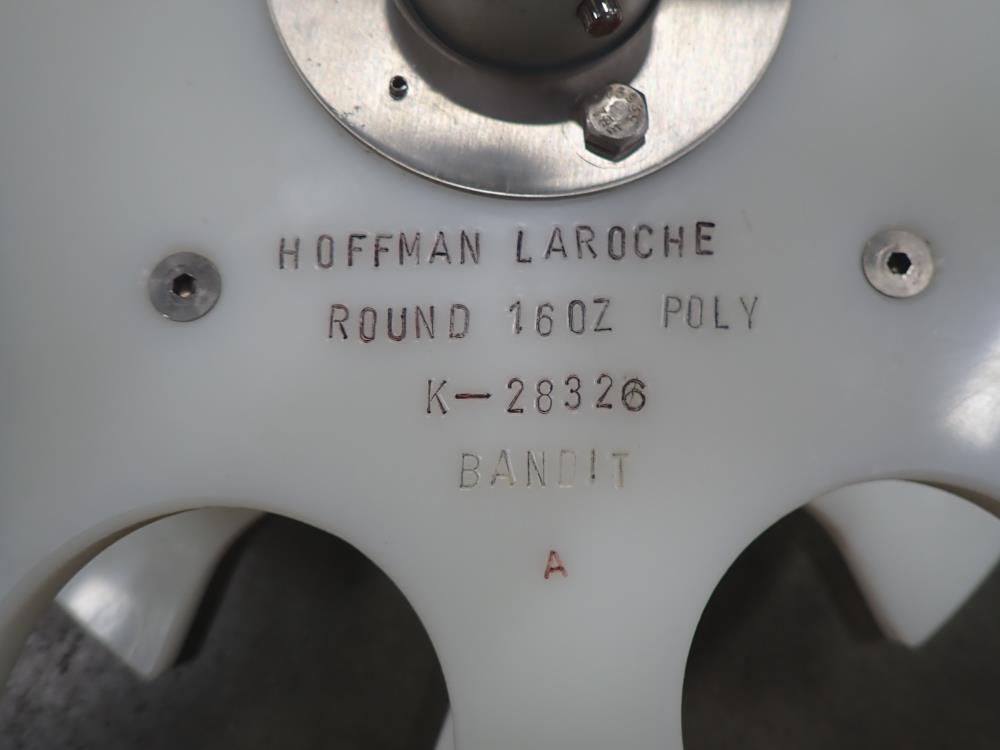 HOFFMAN LAROCHE
ROUND 16OZ POLY
K-28326
BANDIT
A